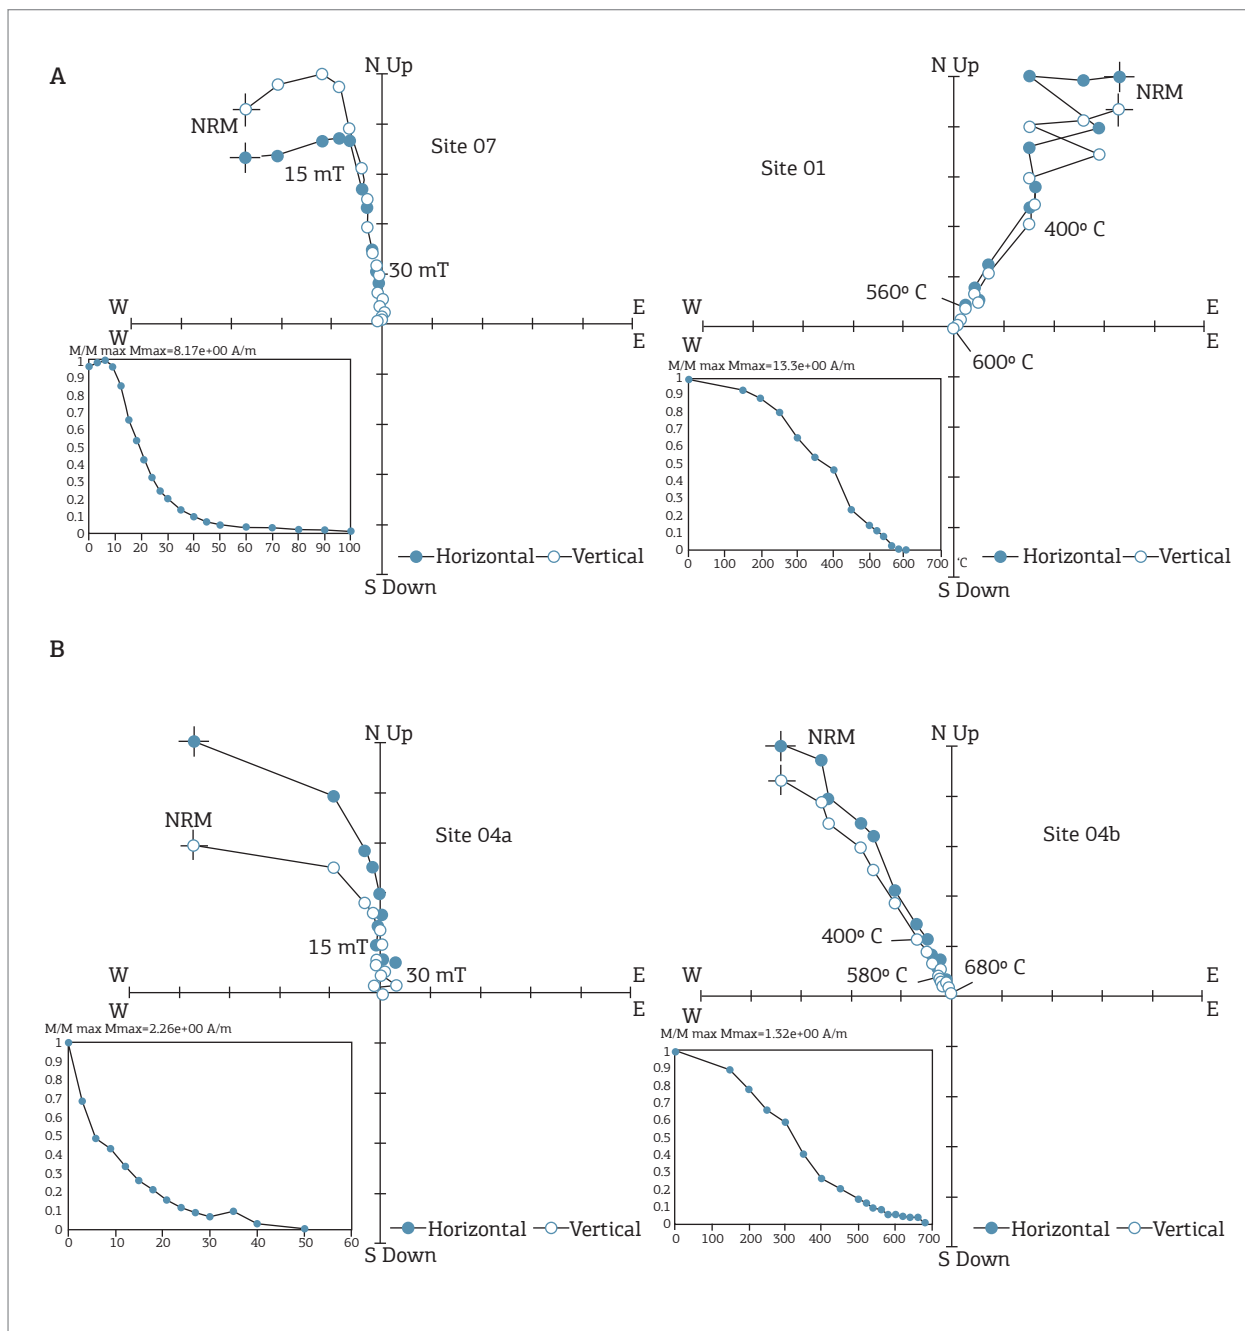 A
N Up
NRM
15 mT
Site 07
30 mT
W
E
W
E
M/M max Mmax=8.17e+00 A/m
1
0.9
0.8
0.7
0.6
0.5
0.4
0.3
0.2
0.1
0
0 10 20 30 40 50 60 70 80 90 100
Horizontal Vertical
S Down
N Up
NRM
Site 01
400º C
560º C
W
E
W
E
600º C
M/M max Mmax=13.3e+00 A/m
1
0.9
0.8
0.7
0.6
0.5
0.4
0.3
0.2
0.1
0
0 100 200 300 400 500 600 700 °C
Horizontal Vertical
S Down
B
N Up
NRM
Site 04a
15 mT
30 mT
W
E
W
E
M/M max Mmax=2.26e+00 A/m
1
0.9
0.8
0.7
0.6
0.5
0.4
0.3
0.2
0.1
0
0 10 20 30 40 50 60
Horizontal Vertical
S Down
N Up
NRM
Site 04b
400º C
580º C
680º C
W
E
W
E
M/M max Mmax=1.32e+00 A/m
1
0.9
0.8
0.7
0.6
0.5
0.4
0.3
0.2
0.1
0
0 100 200 300 400 500 600 700
Horizontal Vertical
S Down